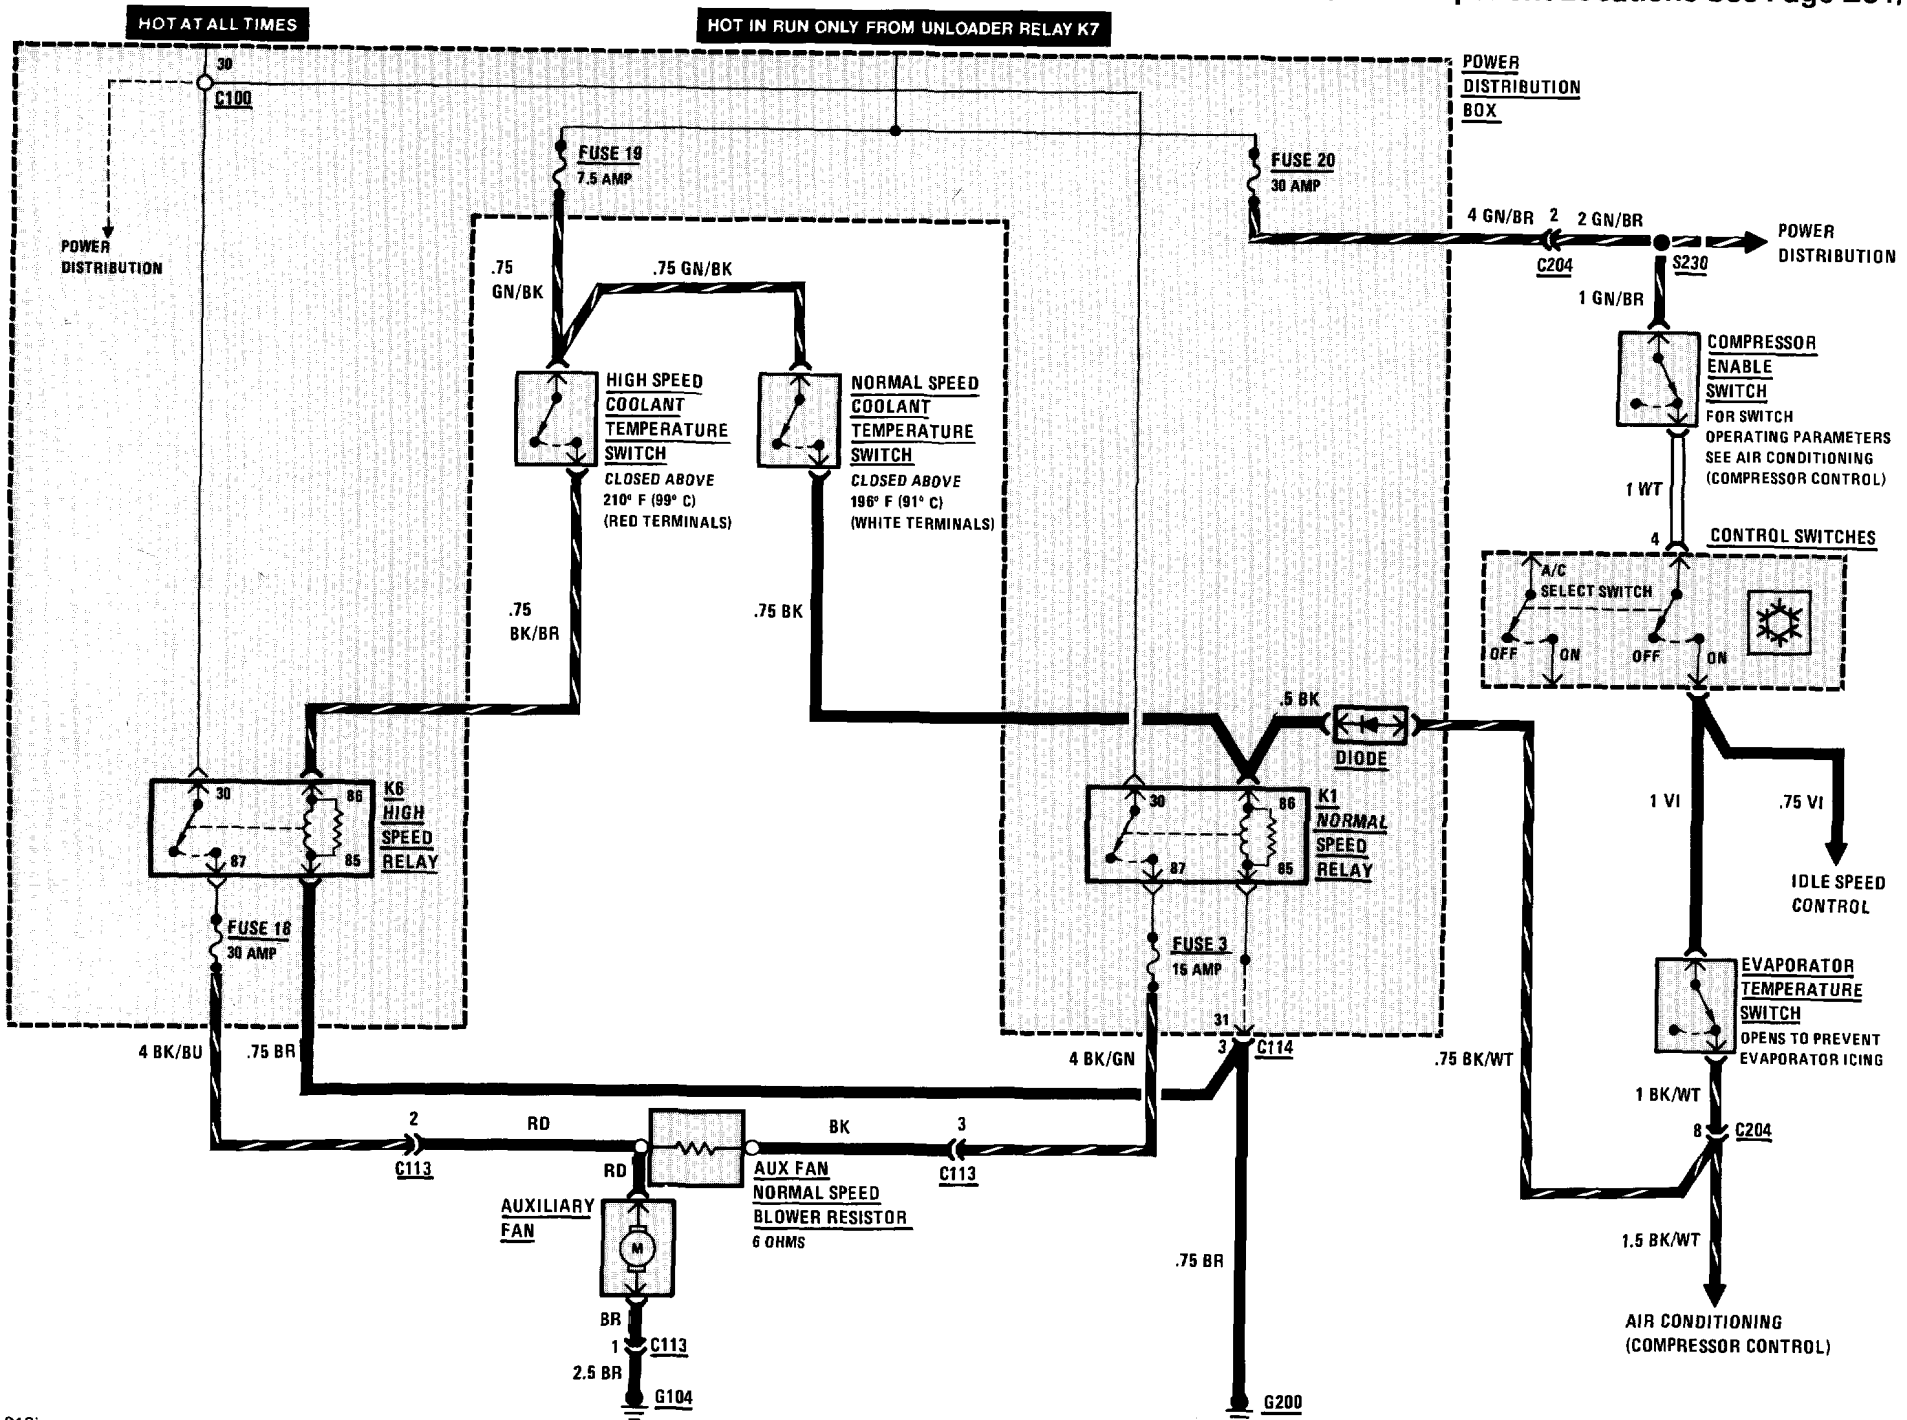 HOT AT ALL TIMES
HOT IN RUN ONLY FROM UNLOADER RELAY K7
30
C100
POWER
DISTRIBUTION
BOX
FUSE 19
7.5 AMP
FUSE 20
30 AMP
POWER
DISTRIBUTION
4 GN/BR
2
2 GN/BR
C204
S230
POWER
DISTRIBUTION
.75
GN/BK
.75 GN/BK
1 GN/BR
HIGH SPEED
COOLANT
TEMPERATURE
SWITCH
CLOSED ABOVE
210° F (99° C)
(RED TERMINALS)
NORMAL SPEED
COOLANT
TEMPERATURE
SWITCH
CLOSED ABOVE
196° F (91° C)
(WHITE TERMINALS)
COMPRESSOR
ENABLE
SWITCH
FOR SWITCH
OPERATING PARAMETERS
SEE AIR CONDITIONING
(COMPRESSOR CONTROL)
1 WT
4
CONTROL SWITCHES
A/C
SELECT SWITCH
OFF
ON
OFF
ON
.75
BK/BR
.75 BK
.5 BK
DIODE
30
86
87
85
K6
HIGH
SPEED
RELAY
30
86
87
85
K1
NORMAL
SPEED
RELAY
1 VI
.75 VI
IDLE SPEED
CONTROL
FUSE 18
30 AMP
FUSE 3
15 AMP
31
3
C114
EVAPORATOR
TEMPERATURE
SWITCH
OPENS TO PREVENT
EVAPORATOR ICING
4 BK/BU
.75 BR
4 BK/GN
.75 BK/WT
1 BK/WT
8
C204
2
C113
RD
BK
3
C113
RD
AUX FAN
NORMAL SPEED
BLOWER RESISTOR
6 OHMS
AUXILIARY
FAN
M
BR
1
C113
2.5 BR
G104
.75 BR
G200
1.5 BK/WT
AIR CONDITIONING
(COMPRESSOR CONTROL)